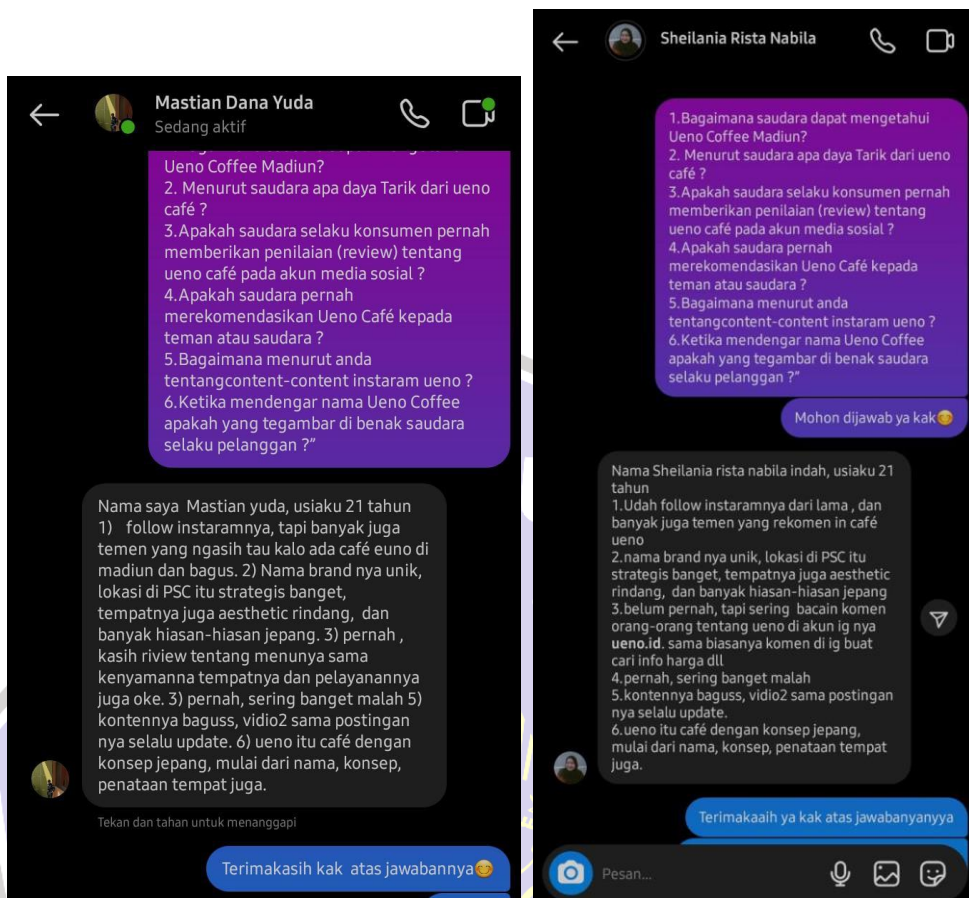 Mastian Dana Yuda
Sedang aktif
Ueno Coffee Madiun?
2. Menurut saudara apa daya Tarik dari ueno
café ?
3.Apakah saudara selaku konsumen pernah
memberikan penilaian (review) tentang
ueno café pada akun media sosial ?
4.Apakah saudara pernah
merekomendasikan Ueno Café kepada
teman atau saudara ?
5.Bagaimana menurut anda
tentangcontent-content instaram ueno ?
6.Ketika mendengar nama Ueno Coffee
apakah yang tegambar di benak saudara
selaku pelanggan ?”
Nama saya Mastian yuda, usiaku 21 tahun
1) follow instaramnya, tapi banyak juga
temen yang ngasih tau kalo ada café euno di
madiun dan bagus. 2) Nama brand nya unik,
lokasi di PSC itu strategis banget,
tempatnya juga aesthetic rindang, dan
banyak hiasan-hiasan jepang. 3) pernah ,
kasih riview tentang menunya sama
kenyamanna tempatnya dan pelayanannya
juga oke. 3) pernah, sering banget malah 5)
kontennya baguss, vidio2 sama postingan
nya selalu update. 6) ueno itu café dengan
konsep jepang, mulai dari nama, konsep,
penataan tempat juga.
Tekan dan tahan untuk menanggapi
Terimakasih kak atas jawabannya😊
Sheilania Rista Nabila
1.Bagaimana saudara dapat mengetahui
Ueno Coffee Madiun?
2. Menurut saudara apa daya Tarik dari ueno
café ?
3.Apakah saudara selaku konsumen pernah
memberikan penilaian (review) tentang
ueno café pada akun media sosial ?
4.Apakah saudara pernah
merekomendasikan Ueno Café kepada
teman atau saudara ?
5.Bagaimana menurut anda
tentangcontent-content instaram ueno ?
6.Ketika mendengar nama Ueno Coffee
apakah yang tegambar di benak saudara
selaku pelanggan ?”
Mohon dijawab ya kak😊
Nama Sheilania rista nabila indah, usiaku 21
tahun
1.Udah follow instaramnya dari lama , dan
banyak juga temen yang rekomen in café
ueno
2.nama brand nya unik, lokasi di PSC itu
strategis banget, tempatnya juga aesthetic
rindang, dan banyak hiasan-hiasan jepang
3.belum pernah, tapi sering bacain komen
orang-orang tentang ueno di akun ig nya
ueno.id. sama biasanya komen di ig buat
cari info harga dll
4.pernah, sering banget malah
5.kontennya baguss, vidio2 sama postingan
nya selalu update.
6.ueno itu café dengan konsep jepang,
mulai dari nama, konsep, penataan tempat
juga.
Terimakaaih ya kak atas jawabanyanyya
Pesan...